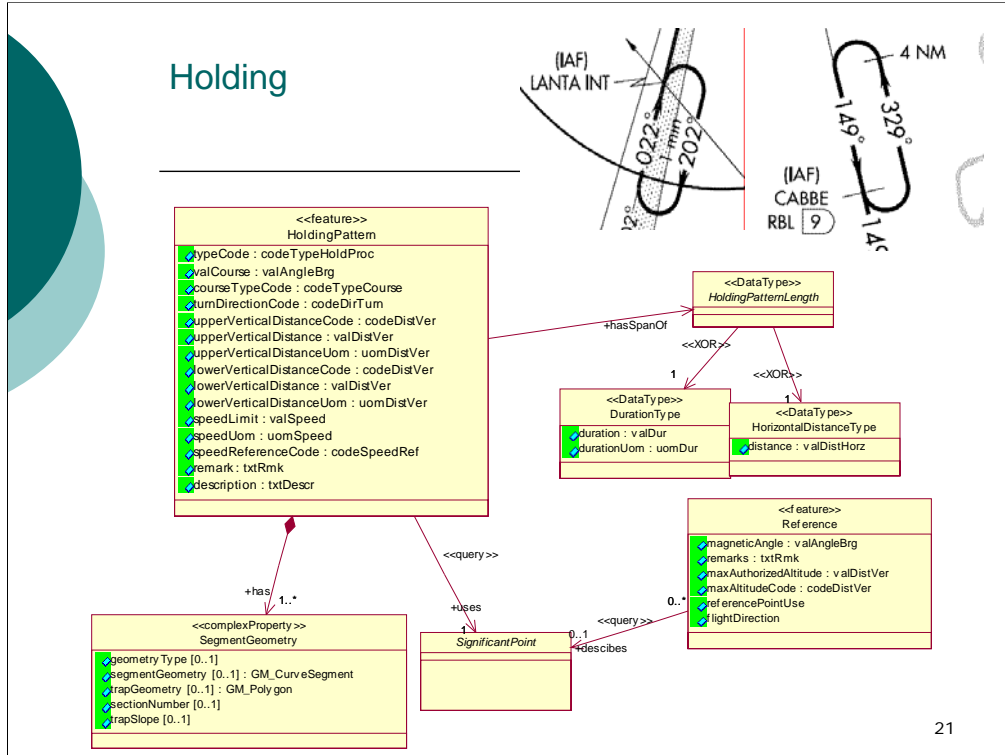 Holding
(IAF)
LANTA INT
022°
1 min
202°
02°
4 NM
149°
329°
(IAF)
CABBE
RBL 9
149
<<feature>>
HoldingPattern
typeCode : codeTypeHoldProc
valCourse : valAngleBrg
courseTypeCode : codeTypeCourse
turnDirectionCode : codeDirTurn
upperVerticalDistanceCode : codeDistVer
upperVerticalDistance : valDistVer
upperVerticalDistanceUom : uomDistVer
lowerVerticalDistanceCode : codeDistVer
lowerVerticalDistance : valDistVer
lowerVerticalDistanceUom : uomDistVer
speedLimit : valSpeed
speedUom : uomSpeed
speedReferenceCode : codeSpeedRef
remark : txtRmk
description : txtDescr
<<DataType>>
HoldingPatternLength
+hasSpanOf
<<XOR>>
<<XOR>>
1
1
<<DataType>>
DurationType
duration : valDur
durationUom : uomDur
<<DataType>>
HorizontalDistanceType
distance : valDistHorz
<<feature>>
Reference
magneticAngle : valAngleBrg
remarks : txtRmk
maxAuthorizedAltitude : valDistVer
maxAltitudeCode : codeDistVer
referencePointUse
flightDirection
<<query>>
+has
1..*
+uses
1
0..*
<<query>>
0..1
+descibes
<<complexProperty>>
SegmentGeometry
geometryType [0..1]
segmentGeometry [0..1] : GM_CurveSegment
trapGeometry [0..1] : GM_Polygon
sectionNumber [0..1]
trapSlope [0..1]
SignificantPoint
21